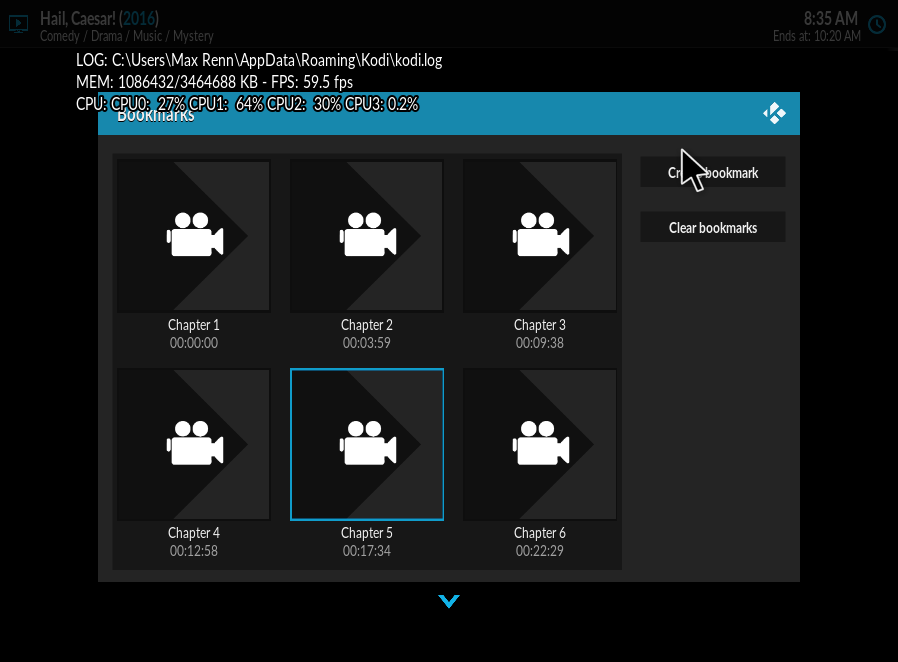 Hail, Caesar! (2016)
8:35 AM
Comedy / Drama / Music / Mystery
Ends at: 10:20 AM
LOG: C:\Users\Max Renn\AppData\Roaming\Kodi\kodi.log
MEM: 1086432/3464688 KB - FPS: 59.5 fps
CPU: CPU0: 27% CPU1: 64% CPU2: 30% CPU3: 0.2%
Bookmarks
bookmark
Clear bookmarks
Chapter 1
00:00:00
Chapter 2
00:03:59
Chapter 3
00:09:38
Chapter 4
00:12:58
Chapter 5
00:17:34
Chapter 6
00:22:29